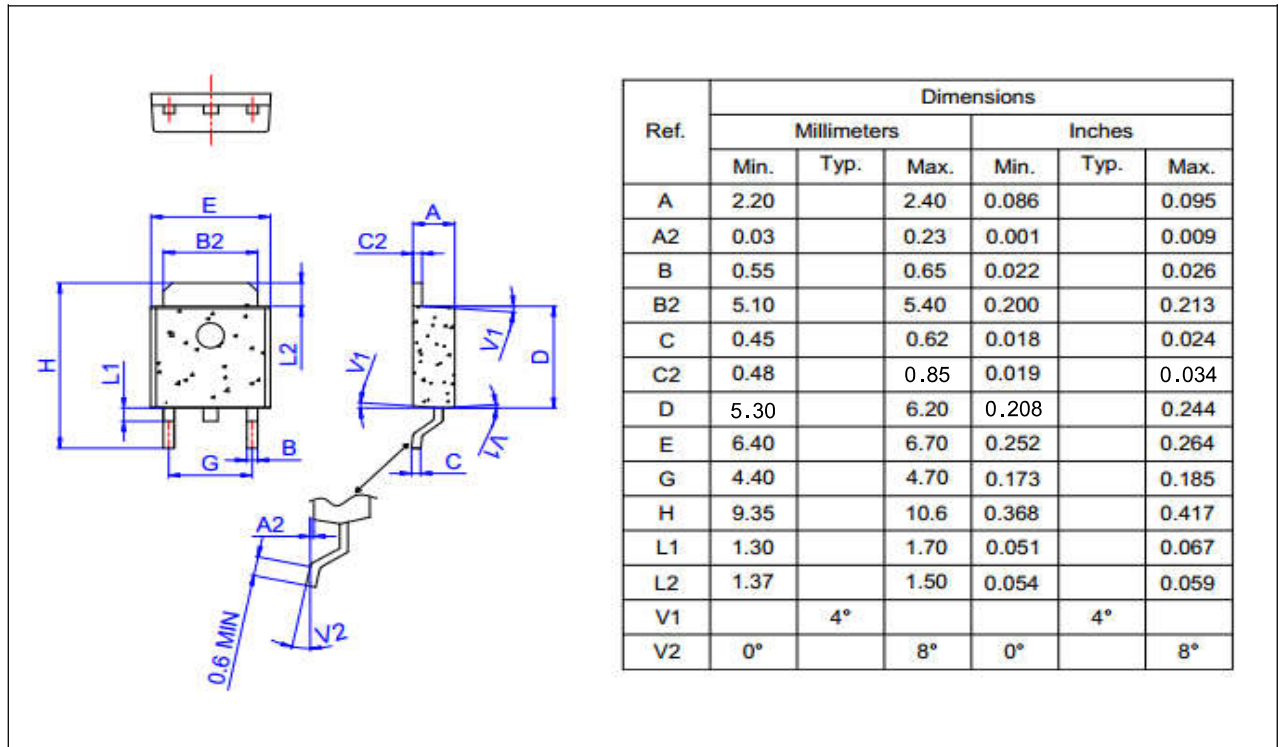 E
B2
A
C2
H
L1
L2
V1
V1
D
V1
G
B
C
A2
0.6 MIN
V2
Ref. Dimensions
Millimeters Inches
Min. Typ. Max. Min. Typ. Max.
A 2.20 2.40 0.086 0.095
A2 0.03 0.23 0.001 0.009
B 0.55 0.65 0.022 0.026
B2 5.10 5.40 0.200 0.213
C 0.45 0.62 0.018 0.024
C2 0.48 0.85 0.019 0.034
D 5.30 6.20 0.208 0.244
E 6.40 6.70 0.252 0.264
G 4.40 4.70 0.173 0.185
H 9.35 10.6 0.368 0.417
L1 1.30 1.70 0.051 0.067
L2 1.37 1.50 0.054 0.059
V1 4° 4°
V2 0° 8° 0° 8°